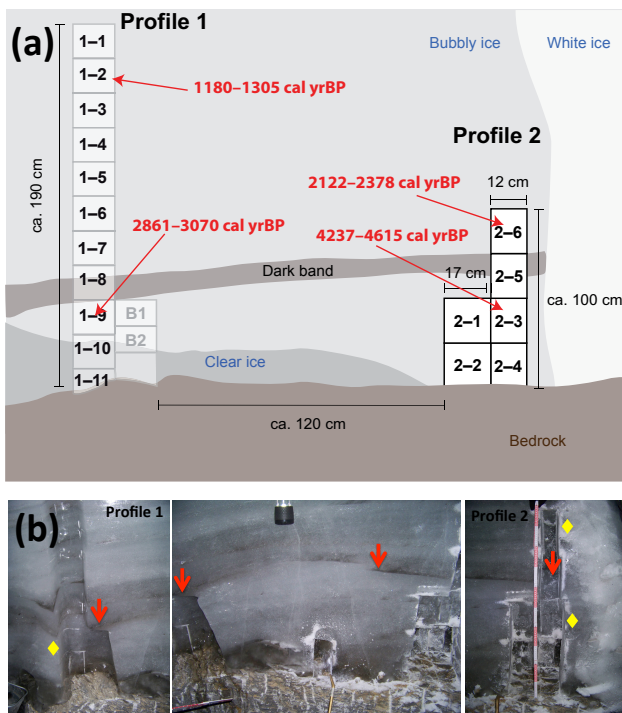 (a)
Profile 1
1–1
1–2
1–3
1–4
1–5
1–6
1–7
1–8
1–9
1–10
1–11
B1
B2
ca. 190 cm
1180–1305 cal yrBP
2861–3070 cal yrBP
Bubbly ice
White ice
Profile 2
2122–2378 cal yrBP
12 cm
4237–4615 cal yrBP
2–6
Dark band
2–5
17 cm
ca. 100 cm
2–1
2–3
2–2
2–4
Clear ice
ca. 120 cm
Bedrock
(b)
Profile 1
Profile 2